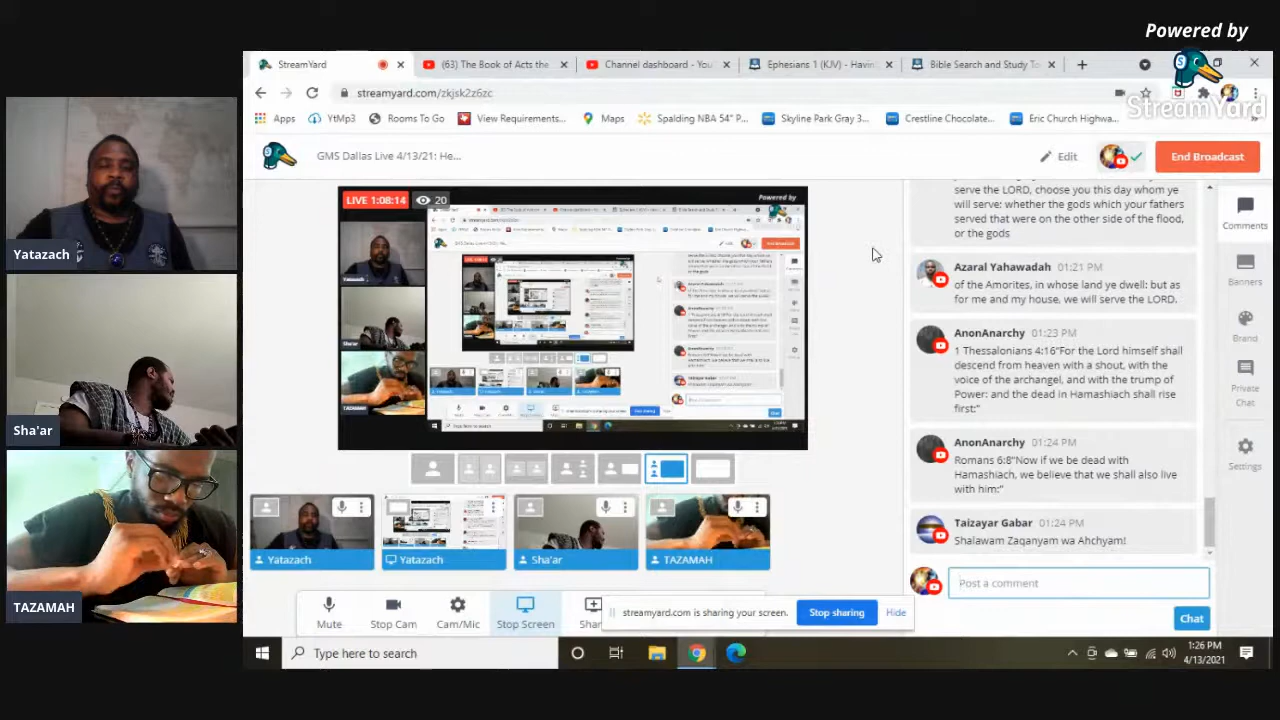 Powered by
StreamYard
Yatazach
Sha'ar
TAZAMAH
StreamYard
(63) The Book of Acts the
Channel dashboard - You
Ephesians 1 (KJV) - Havin
Bible Search and Study To
streamyard.com/zkjsk2z6zc
Apps
YtMp3
Rooms To Go
View Requirements...
Maps
Spalding NBA 54" P...
Skyline Park Gray 3...
Crestline Chocolate...
Eric Church Highwa...
GMS Dallas Live 4/13/21: He...
Edit
End Broadcast
LIVE 1:08:14
20
Powered by
Yatazach
Yatazach
Sha'ar
TAZAMAH
Mute
Stop Cam
Cam/Mic
Stop Screen
Shar
streamyard.com is sharing your screen.
Stop sharing
Hide
serve the LORD, choose you this day whom ye
will serve: whether the gods which your fathers
served that were on the other side of the flood,
or the gods
Azaral Yahawadah 01:21 PM
of the Amorites, in whose land ye dwell: but as
for me and my house, we will serve the LORD.
AnonAnarchy 01:23 PM
1 Thessalonians 4:16"For the Lord himself shall
descend from heaven with a shout, with the
voice of the archangel, and with the trump of
Power: and the dead in Hamashiach shall rise
first:"
AnonAnarchy 01:24 PM
Romans 6:8"Now if we be dead with
Hamashiach, we believe that we shall also live
with him:"
Taizayar Gabar 01:24 PM
Shalawam Zaqanyam wa Ahchyam!
Post a comment
Chat
Comments
Banners
Brand
Private
Chat
Settings
Type here to search
1:26 PM
4/13/2021